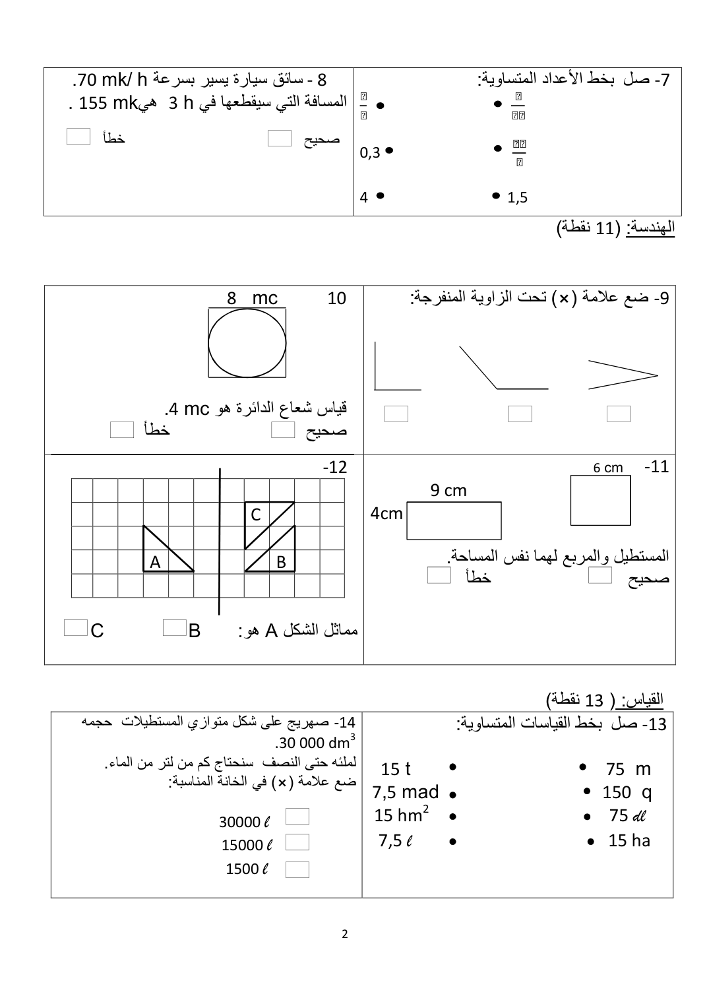 7- صل بخط الأعداد المتساوية:
0,3
4
1,5
8 - سائق سيارة يسير بسرعة 70 mk/ h.
المسافة التي سيقطعها في 3 h هي 155 mk .
صحيح
خطأ
الهندسة: (11 نقطة)
9- ضع علامة (×) تحت الزاوية المنفرجة:
10
8 mc
قياس شعاع الدائرة هو 4 mc.
صحيح
خطأ
11-
6 cm
9 cm
4cm
المستطيل والمربع لهما نفس المساحة.
صحيح
خطأ
12-
C
A
B
مماثل الشكل A هو:
B
C
القياس: ( 13 نقطة)
13- صل بخط القياسات المتساوية:
75 m
15 t
150 q
7,5 mad
75 dl
15 hm²
15 ha
7,5 l
14- صهريج على شكل متوازي المستطيلات حجمه
30 000 dm³.
لملئه حتى النصف سنحتاج كم من لتر من الماء.
ضع علامة (×) في الخانة المناسبة:
30000 l
15000 l
1500 l
2